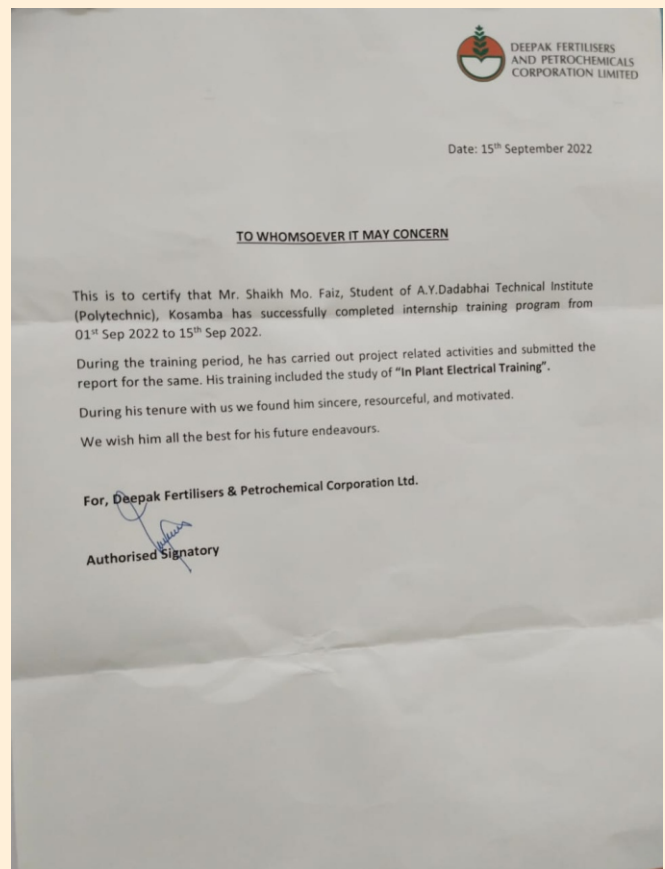 DEEPAK FERTILISERS
AND PETROCHEMICALS
CORPORATION LIMITED
Date: 15th September 2022
TO WHOMSOEVER IT MAY CONCERN
This is to certify that Mr. Shaikh Mo. Faiz, Student of A.Y.Dadabhai Technical Institute
(Polytechnic), Kosamba has successfully completed internship training program from
01st Sep 2022 to 15th Sep 2022.
During the training period, he has carried out project related activities and submitted the
report for the same. His training included the study of "In Plant Electrical Training".
During his tenure with us we found him sincere, resourceful, and motivated.
We wish him all the best for his future endeavours.
For, Deepak Fertilisers & Petrochemical Corporation Ltd.
Authorised Signatory